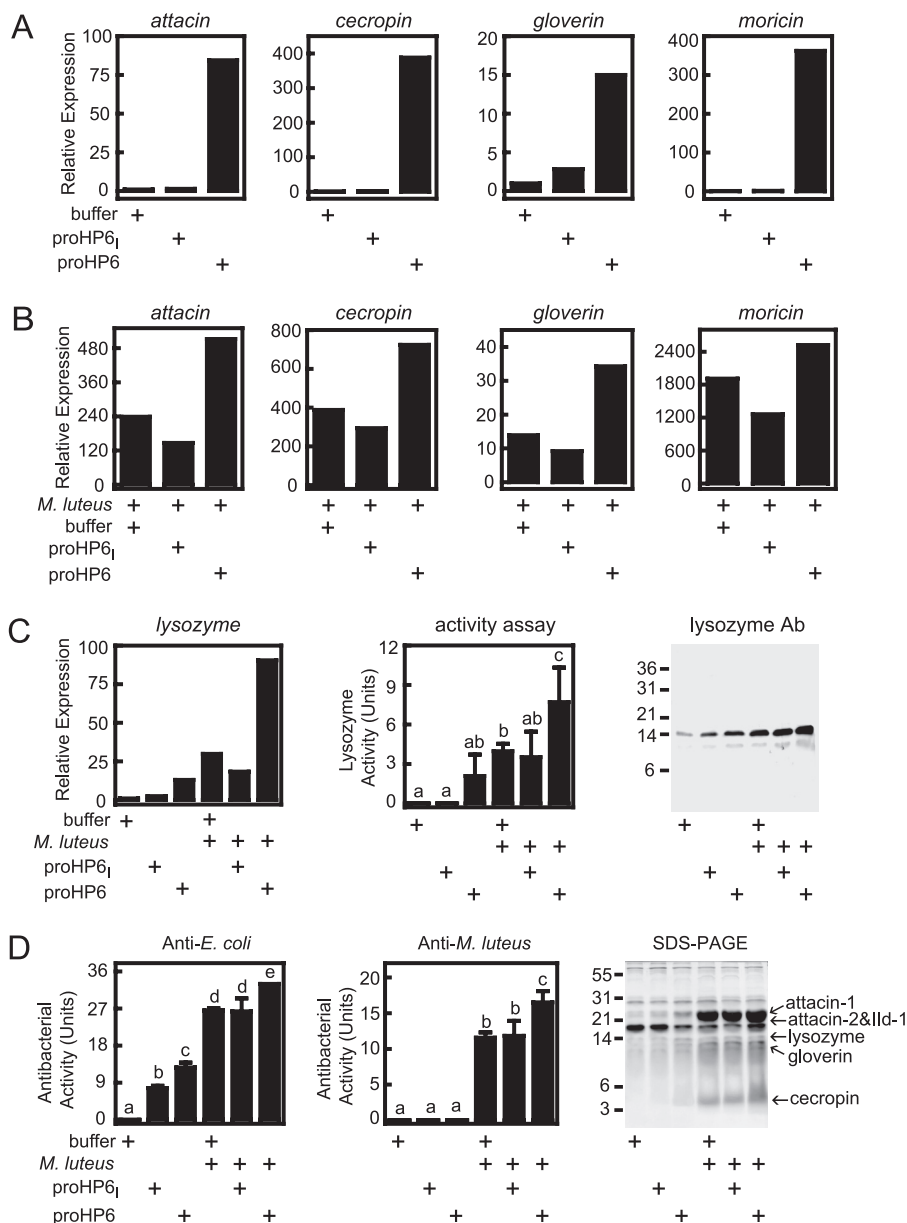 A
attacin cecropin gloverin moricin
Relative Expression
100 75 50 25 0
400 300 200 100 0
20 15 10 5 0
400 300 200 100 0
buffer + + + +
proHP6I + + + +
proHP6 + + + +
B
attacin cecropin gloverin moricin
Relative Expression
480 360 240 120 0
800 600 400 200 0
40 30 20 10 0
2400 1800 1200 600 0
M. luteus + + + + + + + + + + + +
buffer + + + +
proHP6I + + + +
proHP6 + + + +
C
lysozyme activity assay lysozyme Ab
Relative Expression
100 75 50 25 0
Lysozyme
Activity (Units)
12 9 6 3 0
a a ab b ab c
36
31
21
14
6
buffer + + + + + +
M. luteus + + + + + + + + +
proHP6I + + + + + +
proHP6 + + + + + +
D
Anti-E. coli Anti-M. luteus SDS-PAGE
Antibacterial
Activity (Units)
36 27 18 9 0
a b c d d e
Antibacterial
Activity (Units)
20 15 10 5 0
a a a b b c
55
31
21
14
6
3
attacin-1
attacin-2&Ild-1
lysozyme
gloverin
cecropin
buffer + + + + + +
M. luteus + + + + + + + + +
proHP6I + + + + + +
proHP6 + + + + + +